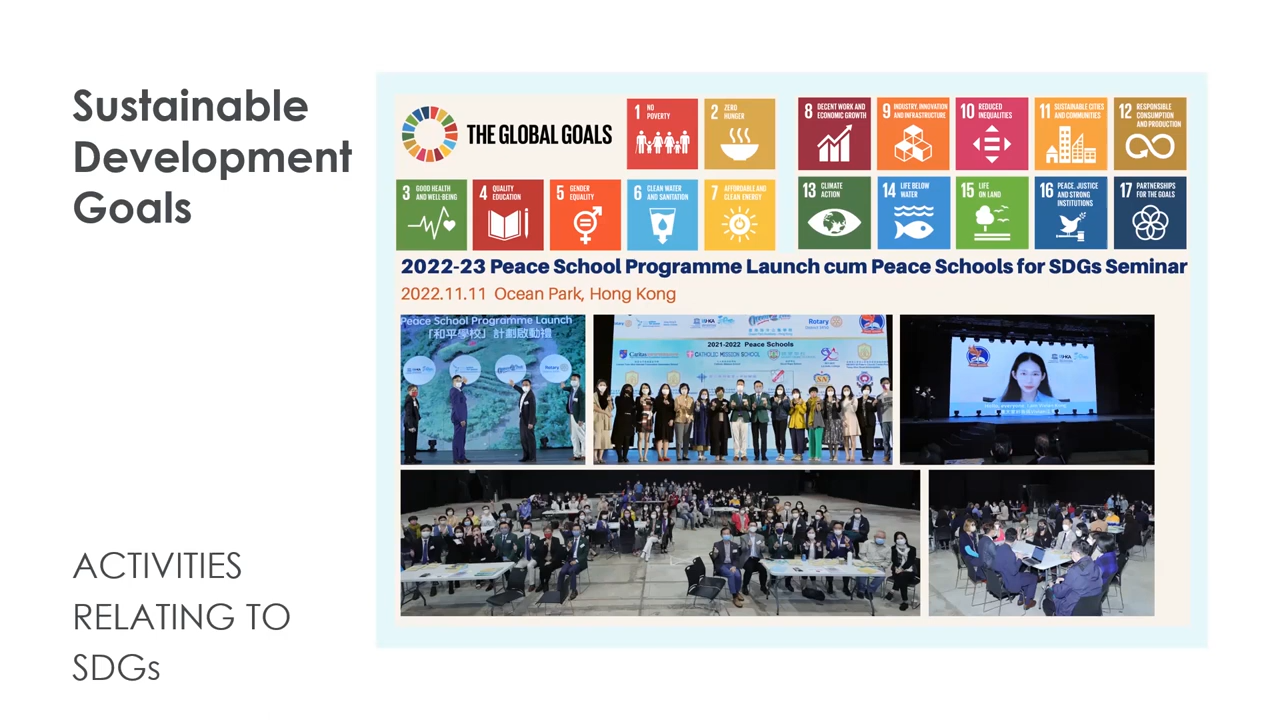 Sustainable
Development
Goals
ACTIVITIES
RELATING TO
SDGs
THE GLOBAL GOALS
1 NO
POVERTY
2 ZERO
HUNGER
3 GOOD HEALTH
AND WELL-BEING
4 QUALITY
EDUCATION
5 GENDER
EQUALITY
6 CLEAN WATER
AND SANITATION
7 AFFORDABLE AND
CLEAN ENERGY
8 DECENT WORK AND
ECONOMIC GROWTH
9 INDUSTRY, INNOVATION
AND INFRASTRUCTURE
10 REDUCED
INEQUALITIES
11 SUSTAINABLE CITIES
AND COMMUNITIES
12 RESPONSIBLE
CONSUMPTION
AND PRODUCTION
13 CLIMATE
ACTION
14 LIFE BELOW
WATER
15 LIFE
ON LAND
16 PEACE, JUSTICE
AND STRONG
INSTITUTIONS
17 PARTNERSHIPS
FOR THE GOALS
2022-23 Peace School Programme Launch cum Peace Schools for SDGs Seminar
2022.11.11 Ocean Park, Hong Kong
Peace School Programme Launch
「和平學校」計劃啟動禮
Rotary
Rotary
2021-2022 Peace Schools
Caritas
CATHOLIC MISSION SCHOOL